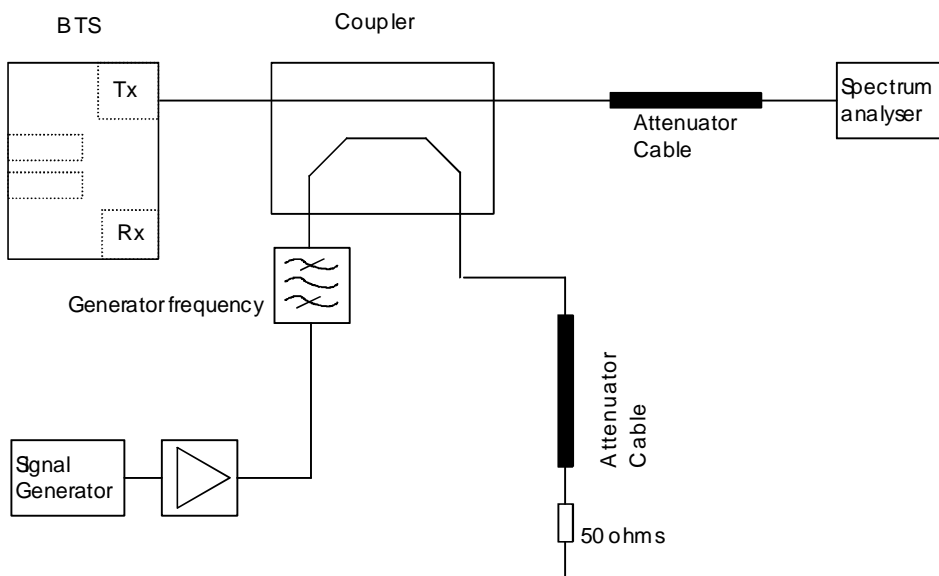 BTS
Coupler
Tx
Spectrum
analyser
Attenuator
Cable
Rx
Generator frequency
Attenuator
Cable
Signal
Generator
50 ohms